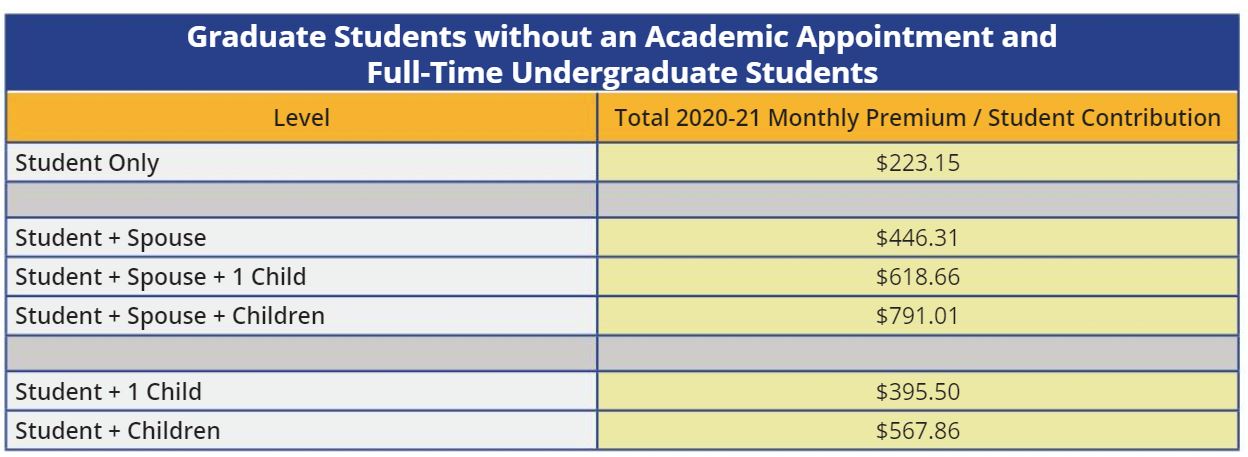 Graduate Students without an Academic Appointment and
Full-Time Undergraduate Students
Level Total 2020-21 Monthly Premium / Student Contribution
Student Only $223.15
Student + Spouse $446.31
Student + Spouse + 1 Child $618.66
Student + Spouse + Children $791.01
Student + 1 Child $395.50
Student + Children $567.86